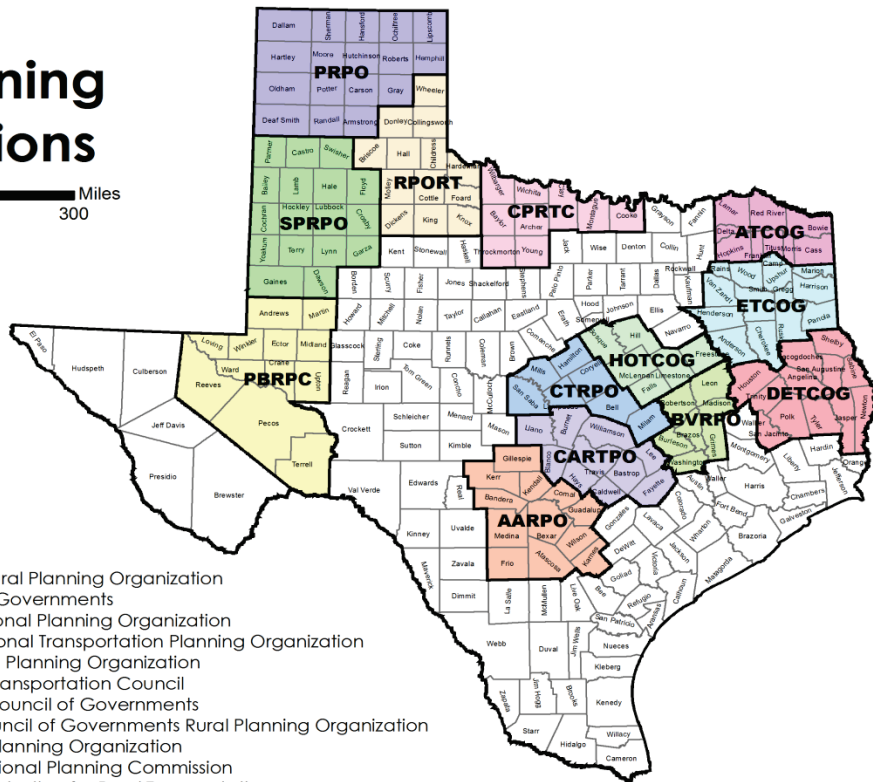 ning
ions
Miles
300
Dallam Sherman Hansford Ochiltree Lipscomb
Hartley Moore Hutchinson Roberts Hemphill
PRPO
Oldham Potter Carson Gray Wheeler
Deaf Smith Randall Armstrong Donley Collingsworth
Parmer Castro Swisher Briscoe Hall Childress
Bailey Lamb Hale Floyd Motley Cottle Foard
RPORT
Cochran Hockley Lubbock Crosby Dickens King Knox
SPRPO
Yoakum Terry Lynn Garza Kent Stonewall Haskell
Gaines Dawson Borden Scurry Fisher Jones Shackelford Stephens Palo Pinto Parker Tarrant Dallas Rockwall Kaufman
Wilbarger Wichita Montague Cooke Grayson Fannin
CPRTC
Baylor Archer
Throckmorton Young Jack Wise Denton Collin Hunt
Lamar Red River Bowie
ATCOG
Delta Hopkins Titus Morris Cass
Rains Wood Camp Upshur Marion
Van Zandt Smith Gregg Harrison
ETCOG
Henderson Panola
Anderson Cherokee Rusk
Andrews Martin Howard Mitchell Nolan Taylor Callahan Eastland Erath Hood Somervell Johnson Ellis Navarro
El Paso Hudspeth Culberson Loving Winkler Ector Midland Glasscock Sterling Coke Runnels Coleman Brown Comanche
Reeves Ward Crane Upton Reagan Irion Tom Green Concho McCulloch
PBRPC
Bosque Hill Freestone
HOTCOG
McLennan Limestone
Falls
Mills Hamilton Coryell
CTRPO
San Saba Bell Milam
Shelby
Nacogdoches San Augustine Sabine
Houston Angelina
DETCOG
Trinity Polk Tyler Jasper Newton
San Jacinto
Leon
Robertson Madison
BVRPO
Brazos Grimes
Burleson Washington
Jeff Davis Pecos Crockett Schleicher Menard Mason
Presidio Brewster Terrell Val Verde Sutton Kimble
Llano Burnet Williamson
CARTPO
Blanco Travis Bastrop Lee
Hays Caldwell Fayette
Gillespie
Kerr Kendall Comal
Bandera Guadalupe
AARPO
Medina Bexar Wilson
Frio Atascosa Karnes
Edwards Real
Kinney Uvalde
Maverick Zavala
Dimmit La Salle McMullen Live Oak Bee
Walker Montgomery Liberty Hardin Orange
Austin Waller Harris Chambers Jefferson
Gonzales Lavaca Colorado Fort Bend Galveston
DeWitt Wharton Brazoria
Goliad Victoria Jackson Matagorda
Refugio Calhoun
San Patricio Aransas
Webb Duval Jim Wells Nueces
Kleberg
Zapata Jim Hogg Brooks Kenedy
Starr Hidalgo Willacy
Cameron
ral Planning Organization
Governments
onal Planning Organization
onal Transportation Planning Organization
Planning Organization
ransportation Council
ouncil of Governments
uncil of Governments Rural Planning Organization
lanning Organization
ional Planning Commission